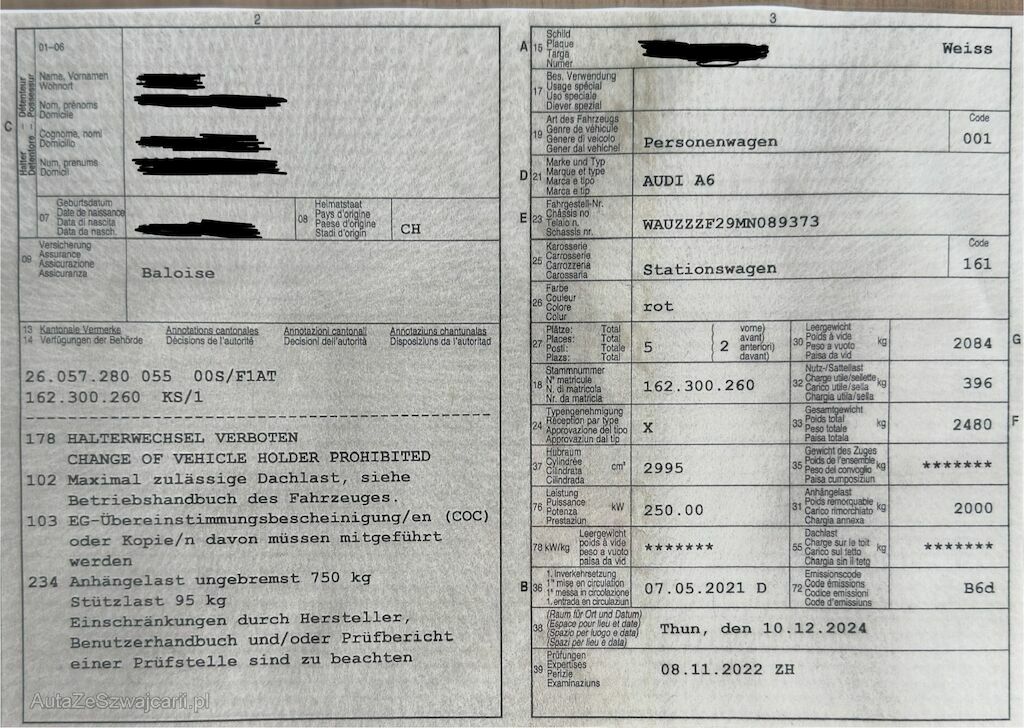 2
3
01-06
Halter - Détenteur
Detentore - Possessur
C
Name, Vornamen
Wohnort
Nom, prénoms
Domicile
Cognome, nomi
Domicilio
Num, prenums
Domicil
07
Geburtsdatum
Date de naissance
Data di nascita
Data da nasch.
08
Heimatstaat
Pays d'origine
Paese d'origine
Stadi d'origin
CH
09
Versicherung
Assurance
Assicurazione
Assicuranza
Baloise
13 Kantonale Vermerke Annotations cantonales Annotazioni cantonali Annotaziuns chantunalas
14 Verfügungen der Behörde Décisions de l'autorité Decisioni dell'autorità Disposiziuns da l'autoritad
26.057.280 055 00S/F1AT
162.300.260 KS/1
178 HALTERWECHSEL VERBOTEN
CHANGE OF VEHICLE HOLDER PROHIBITED
102 Maximal zulässige Dachlast, siehe
Betriebshandbuch des Fahrzeuges.
103 EG-Übereinstimmungsbescheinigung/en (COC)
oder Kopie/n davon müssen mitgeführt
werden
234 Anhängelast ungebremst 750 kg
Stützlast 95 kg
Einschränkungen durch Hersteller,
Benutzerhandbuch und/oder Prüfbericht
einer Prüfstelle sind zu beachten
AutaZeSzwajcarii.pl
A 15
Schild
Plaque
Targa
Numer
Weiss
17
Bes. Verwendung
Usage spécial
Uso speciale
Diever spezial
19
Art des Fahrzeugs
Genre de véhicule
Genere di veicolo
Gener dal vehichel
Personenwagen
Code
001
D 21
Marke und Typ
Marque et type
Marca e tipo
Marca e tip
AUDI A6
E 23
Fahrgestell-Nr.
Châssis no
Telaio n.
Schassis nr.
WAUZZZF29MN089373
25
Karosserie
Carrosserie
Carrozzeria
Carossaria
Stationswagen
Code
161
26
Farbe
Couleur
Colore
Colur
rot
27
Plätze: Total
Places: Total
Posti: Totale
Plazs: Total
5
( 2
vorne)
avant)
anteriori)
davant)
30
Leergewicht
Poids à vide
Peso a vuoto
Paisa da vid
kg
2084
G
18
Stammnummer
N° matricule
N. di matricola
Nr. da matricla
162.300.260
32
Nutz-/Sattellast
Charge utile/sellette
Carico utile/sella
Chargia utila/sella
kg
396
24
Typengenehmigung
Réception par type
Approvazione del tipo
Approvaziun dal tip
X
33
Gesamtgewicht
Poids total
Peso totale
Paisa totala
kg
2480
F
37
Hubraum
Cylindrée
Cilindrata
Cilindrada
cm³
2995
35
Gewicht des Zuges
Poids de l'ensemble
Peso del convoglio
Paisa cumposiziun
kg
*******
76
Leistung
Puissance
Potenza
Prestaziun
kW
250.00
31
Anhängelast
Poids remorquable
Carico rimorchiato
Chargia annexa
kg
2000
78 kW/kg
Leergewicht
poids à vide
peso a vuoto
paisa da vid
*******
55
Dachlast
Charge sur le toit
Carico sul tetto
Chargia sin il tetg
kg
*******
B 36
1. Inverkehrsetzung
1re mise en circulation
1a messa in circolazione
1. entrada en circulaziun
07.05.2021 D
72
Emissionscode
Code émissions
Codice emissioni
Code d'emissiuns
B6d
38
(Raum für Ort und Datum)
(Espace pour lieu et date)
(Spazio per luogo e data)
(Spazi per lieu e data)
Thun, den 10.12.2024
39
Prüfungen
Expertises
Perizie
Examinaziuns
08.11.2022 ZH